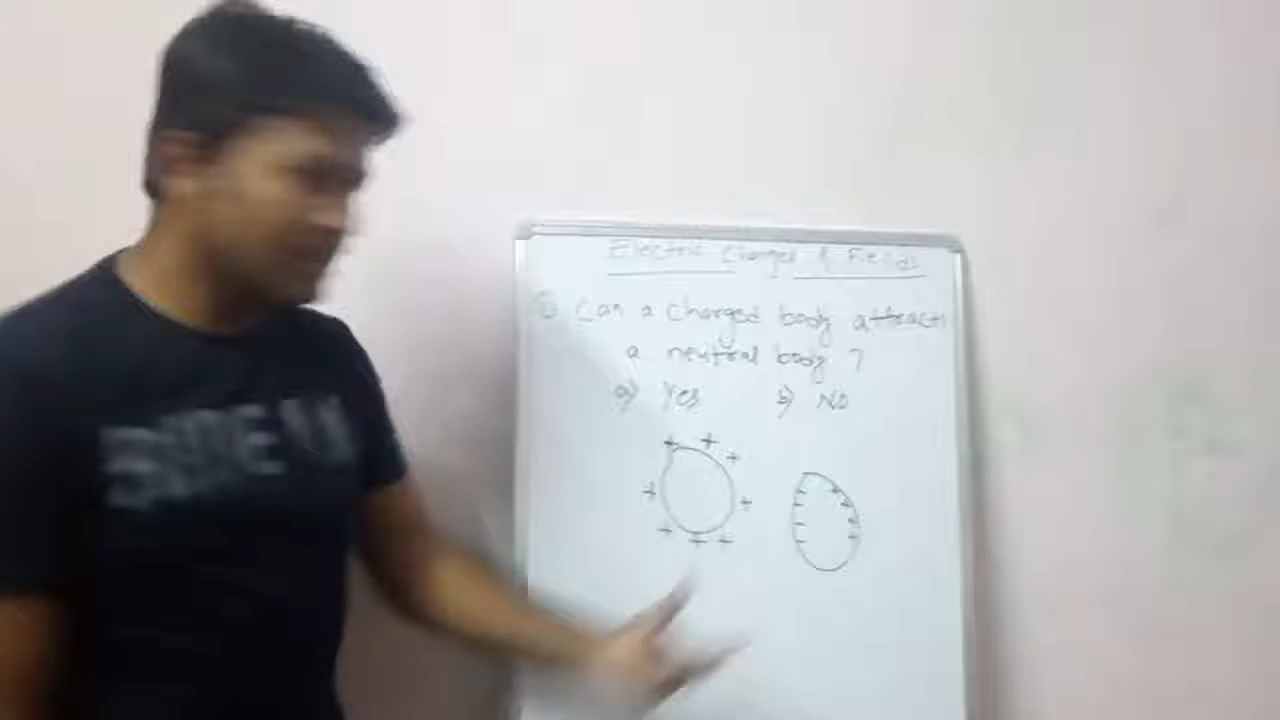 Electric Charges & Fields
Can a charged body attract
a neutral body ?
a) Yes b) No
+ + +
+ +
+ + +
- - - -
+ + + +